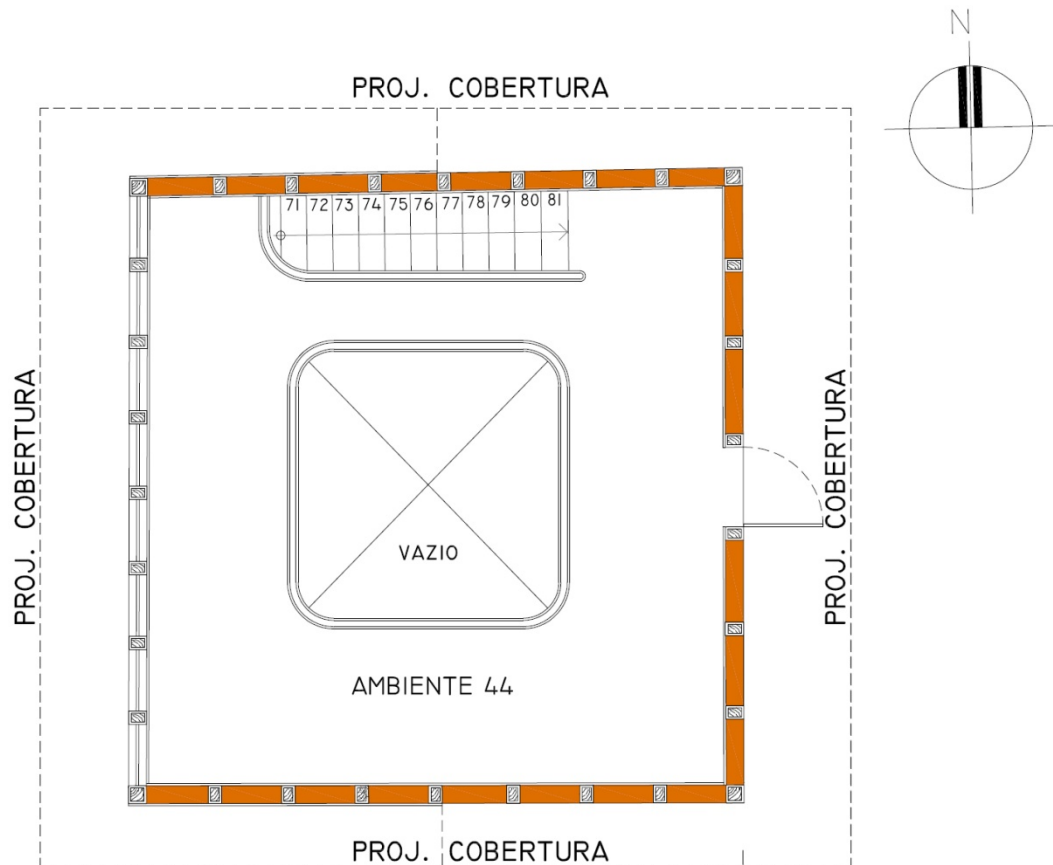 N
PROJ. COBERTURA
71 72 73 74 75 76 77 78 79 80 81
PROJ. COBERTURA
PROJ. COBERTURA
VAZIO
AMBIENTE 44
PROJ. COBERTURA